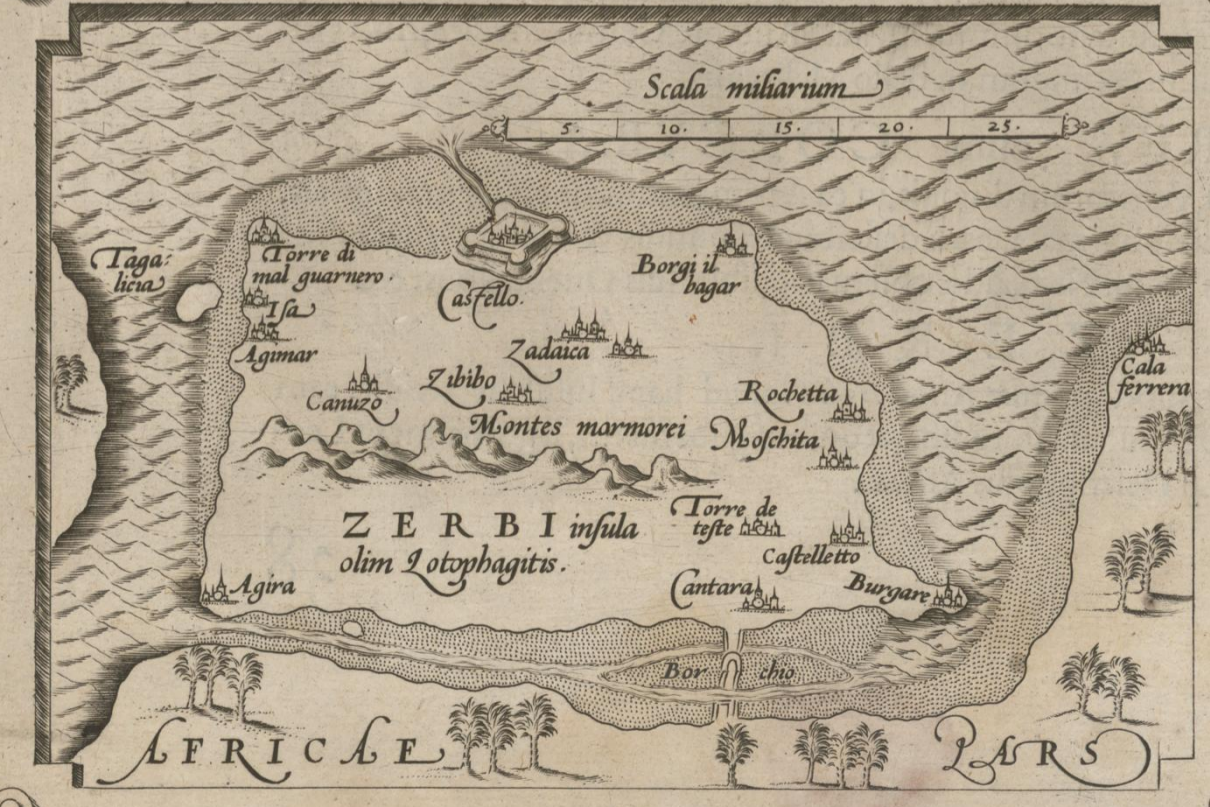 Scala miliarium
5. 10. 15. 20. 25.
Taga:
licia
Torre di
mal guarnero.
Isa
Agimar
Castello.
Borgi il
hagar
Zadaica
Zibibo
Canuzo
Montes marmorei
Rochetta
Moschita
Cala
ferrera
ZERBI insula
olim Lotophagitis.
Torre de
teste
Castelletto
Agira
Cantara
Burgare
Bor chio
AFRICAE PARS